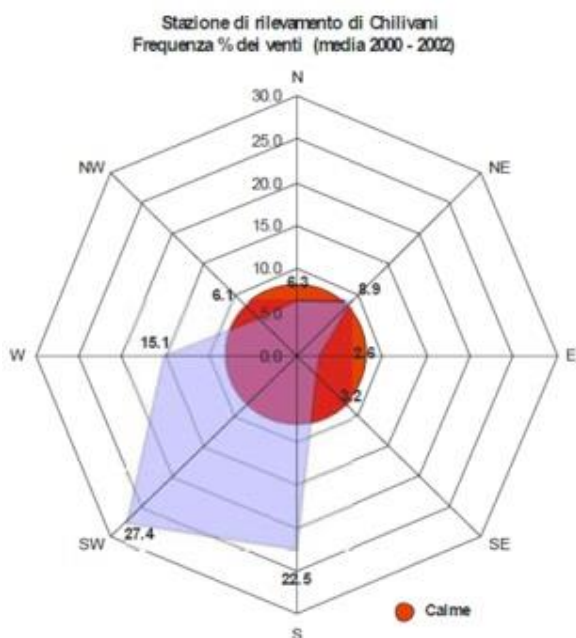 Stazione di rilevamento di Chilivani
Frequenza % dei venti (media 2000 - 2002)
N
30.0
25.0
NW
NE
20.0
15.0
10.0
6.3
6.1
8.9
5.0
15.1
W
0.0
2.6
E
3.2
27.4
SW
SE
22.5
Calme
S